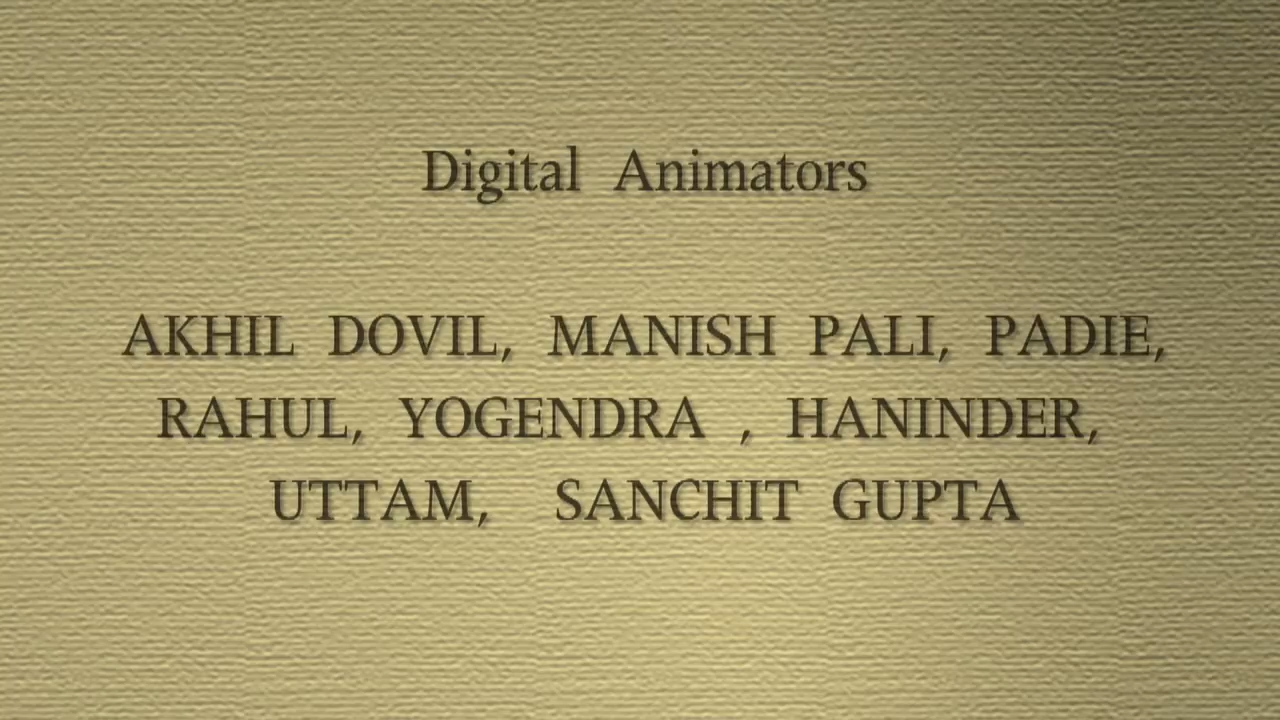 Digital Animators
AKHIL DOVIL, MANISH PALI, PADIE,
RAHUL, YOGENDRA , HANINDER,
UTTAM, SANCHIT GUPTA